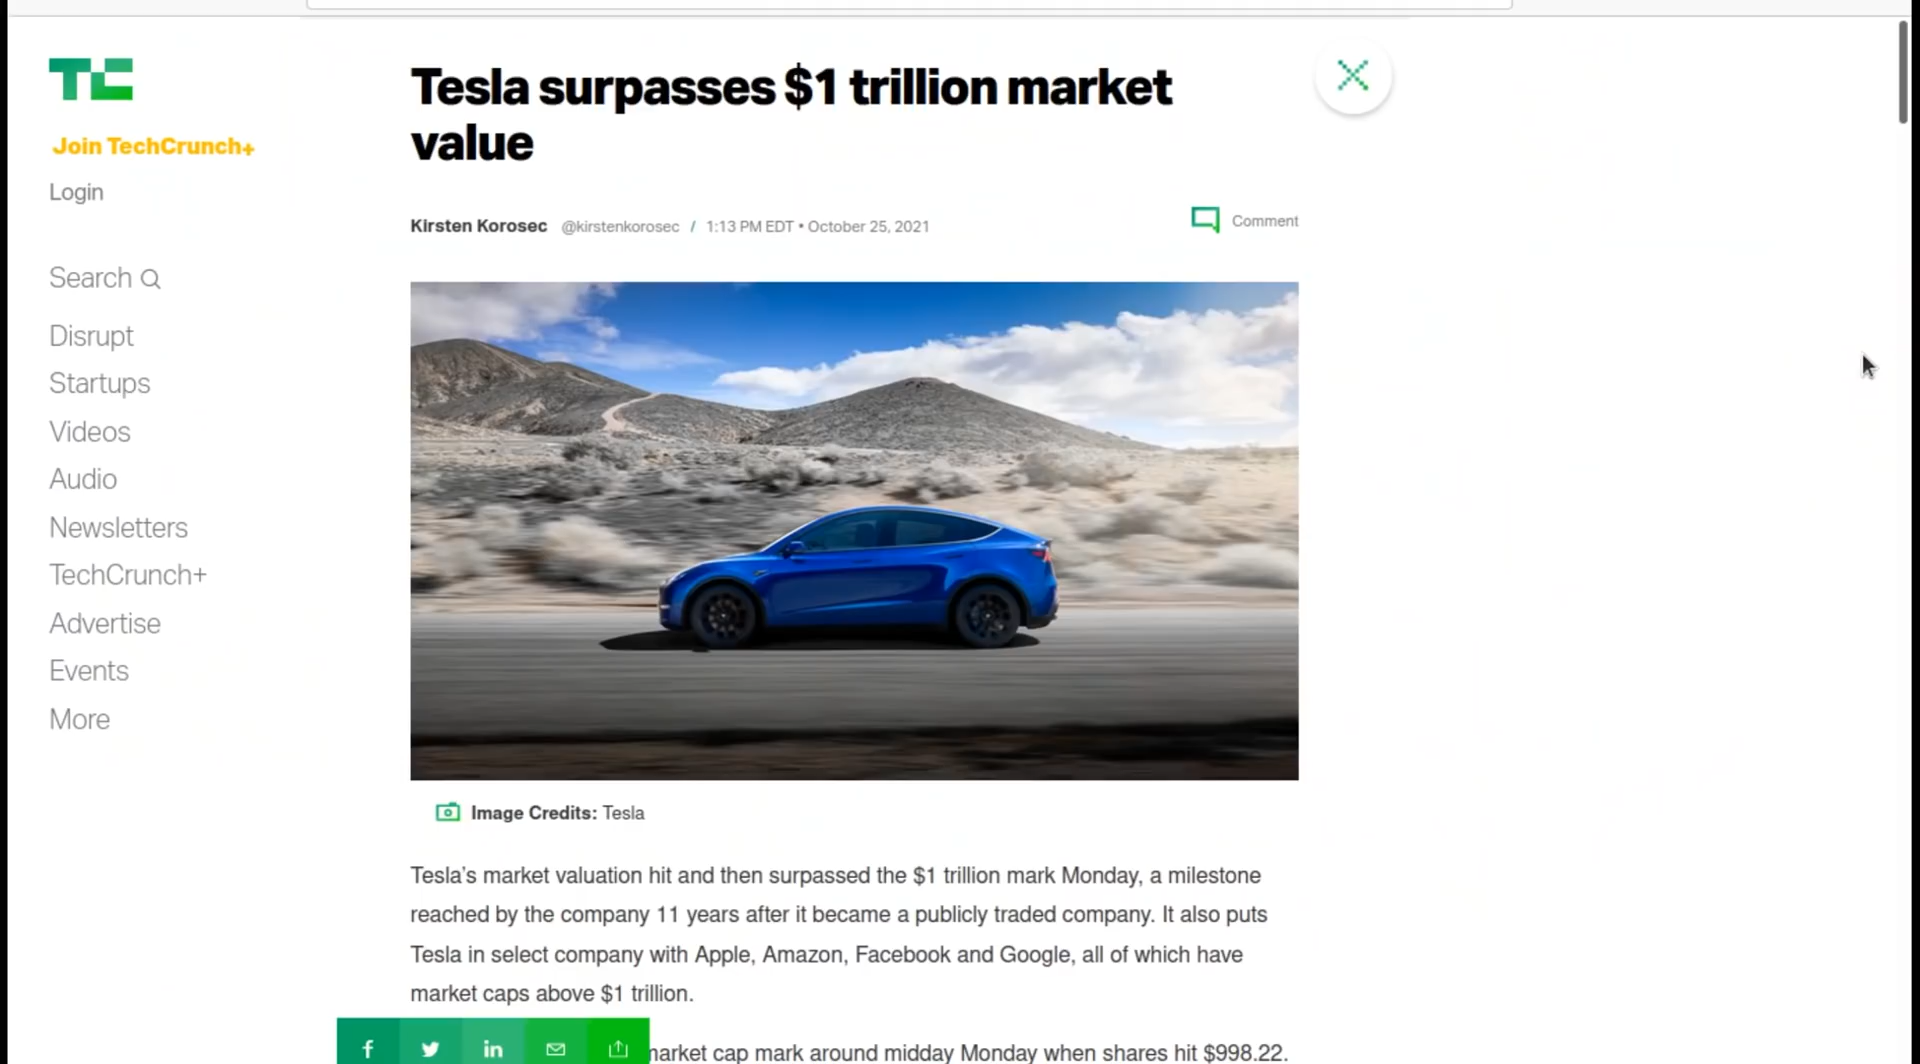 TC
Join TechCrunch+
Login
Search
Disrupt
Startups
Videos
Audio
Newsletters
TechCrunch+
Advertise
Events
More
Tesla surpasses $1 trillion market
value
Kirsten Korosec @kirstenkorosec / 1:13 PM EDT • October 25, 2021
Comment
Image Credits: Tesla
Tesla’s market valuation hit and then surpassed the $1 trillion mark Monday, a milestone
reached by the company 11 years after it became a publicly traded company. It also puts
Tesla in select company with Apple, Amazon, Facebook and Google, all of which have
market caps above $1 trillion.
market cap mark around midday Monday when shares hit $998.22.